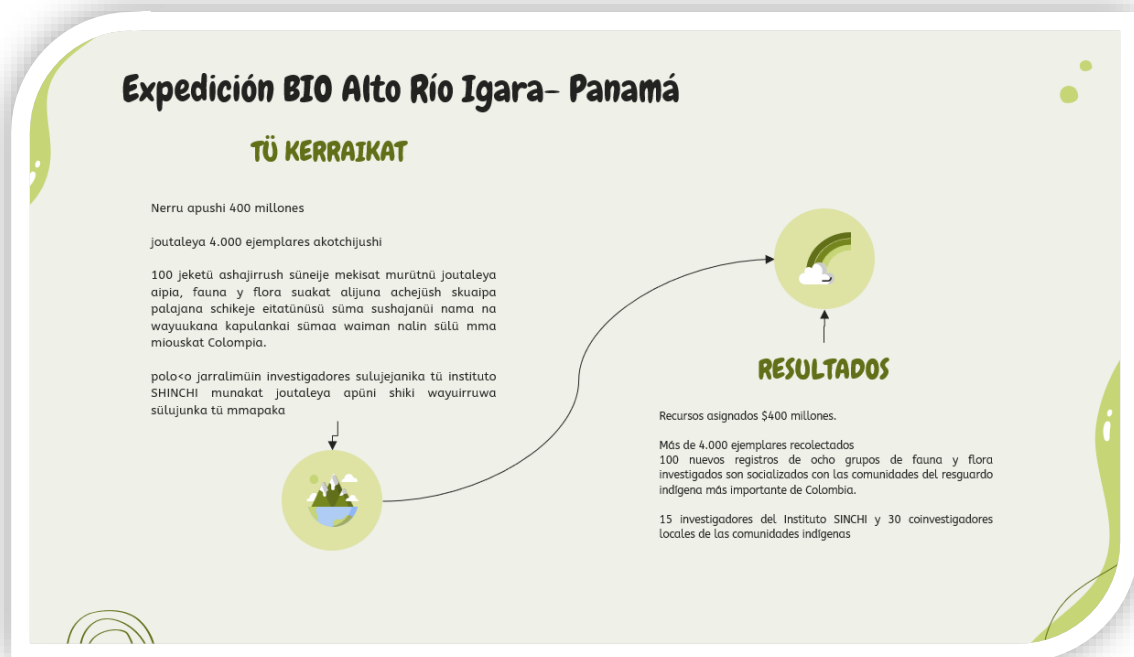 Expedición BIO Alto Río Igara- Panamá
TÜ KERRAIKAT
Nerru apushi 400 millones
joutaleya 4.000 ejemplares akotchijushi
100 jeketü ashajirrush süneije mekisat murütnü joutaleya
aipia, fauna y flora suakat alijuna achejüsh skuaipa
palajana schikeje eitatünüsü süma sushajanüi nama na
wayuukana kapulankai sümaa waiman nalin sülü mma
miouskat Colompia.
polo<o jarralimüin investigadores sulujejanika tü instituto
SHINCHI munakat joutaleya apüni shiki wayuirruwa
sülujunka tü mmapaka
RESULTADOS
Recursos asignados $400 millones.
Más de 4.000 ejemplares recolectados
100 nuevos registros de ocho grupos de fauna y flora
investigados son socializados con las comunidades del resguardo
indígena más importante de Colombia.
15 investigadores del Instituto SINCHI y 30 coinvestigadores
locales de las comunidades indígenas